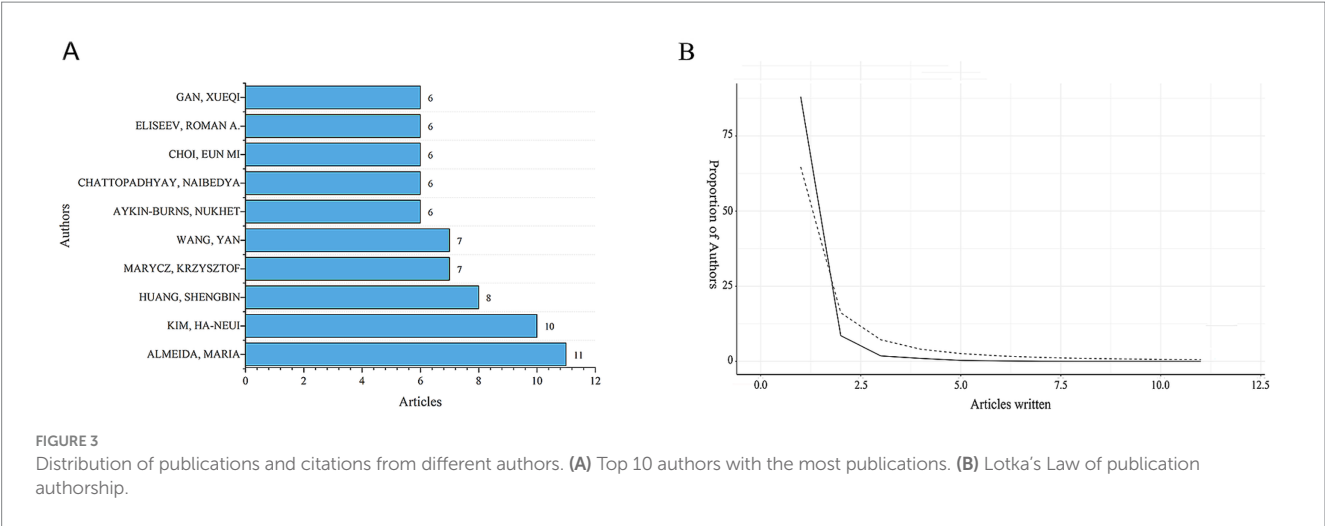 A
GAN, XUEQI
6
ELISEEV, ROMAN A.
6
CHOI, EUN MI
6
CHATTOPADHYAY, NAIBEDYA
6
AYKIN-BURNS, NUKHET
6
WANG, YAN
7
MARYCZ, KRZYSZTOF
7
HUANG, SHENGBIN
8
KIM, HA-NEUI
10
ALMEIDA, MARIA
11
Authors
0 2 4 6 8 10 12
Articles
B
75
50
25
0
Proportion of Authors
0.0 2.5 5.0 7.5 10.0 12.5
Articles written
FIGURE 3
Distribution of publications and citations from different authors. (A) Top 10 authors with the most publications. (B) Lotka's Law of publication
authorship.